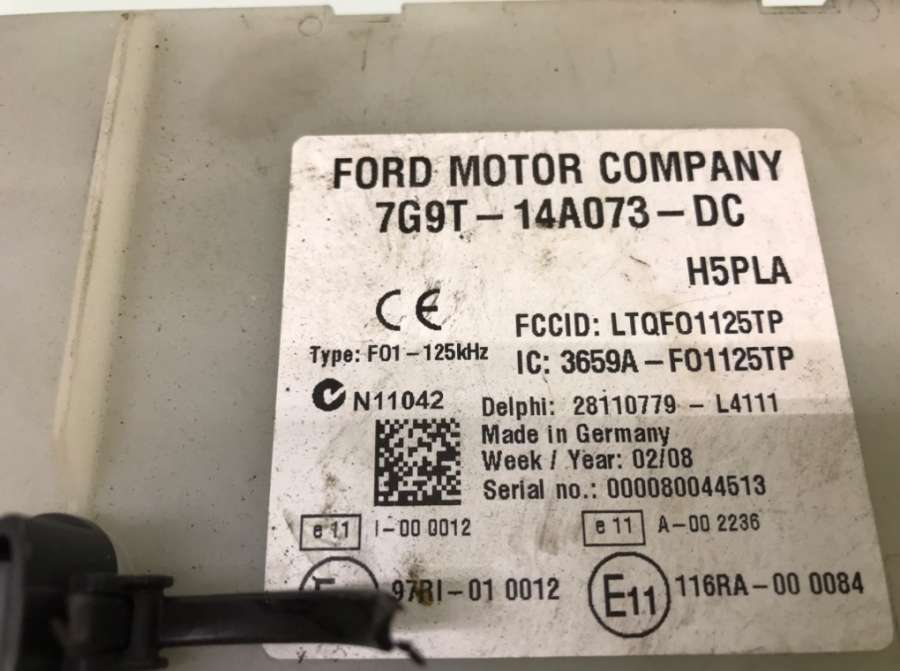 FORD MOTOR COMPANY
7G9T - 14A073 - DC
H5PLA
CE
FCCID: LTQFO1125TP
Type: F01-125kHz
IC: 3659A - FO1125TP
N11042
Delphi: 28110779 - L4111
Made in Germany
Week / Year: 02/08
Serial no.: 000080044513
e 11 I-00 0012
e 11 A-00 2236
97RI-01 0012
E11 116RA-00 0084